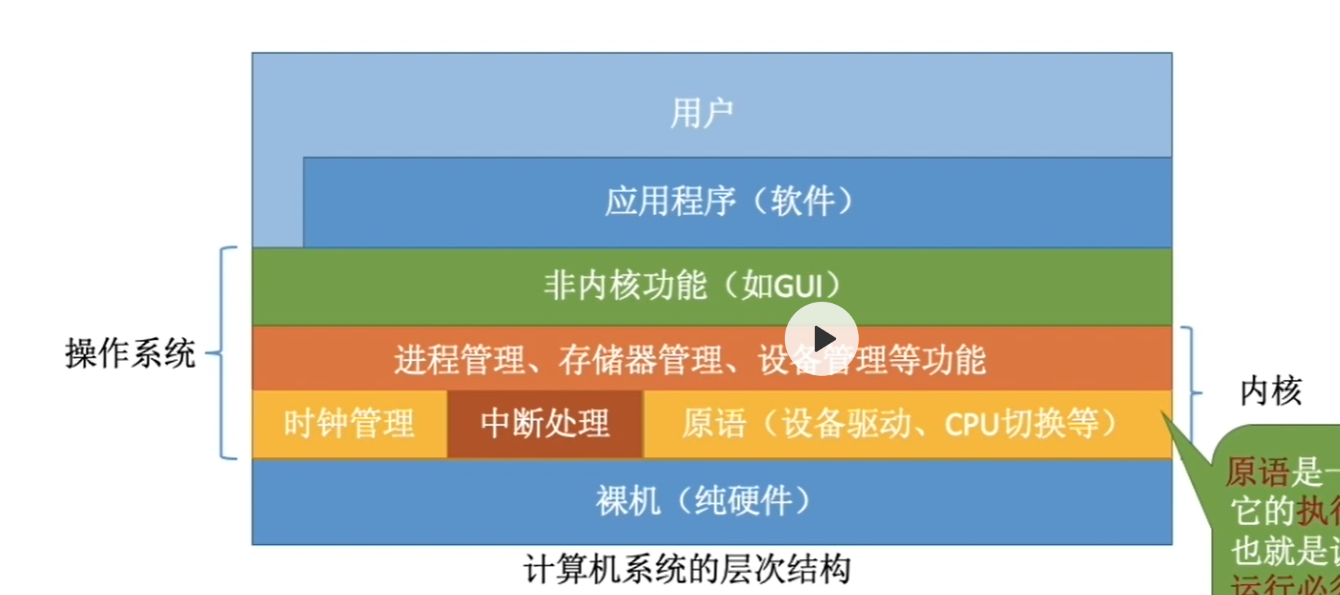 用户
应用程序（软件）
非内核功能（如GUI）
操作系统
进程管理、存储器管理、设备管理等功能
内核
时钟管理 中断处理 原语（设备驱动、CPU切换等）
原语是一
它的执行
也就是说
运行必须
裸机（纯硬件）
计算机系统的层次结构